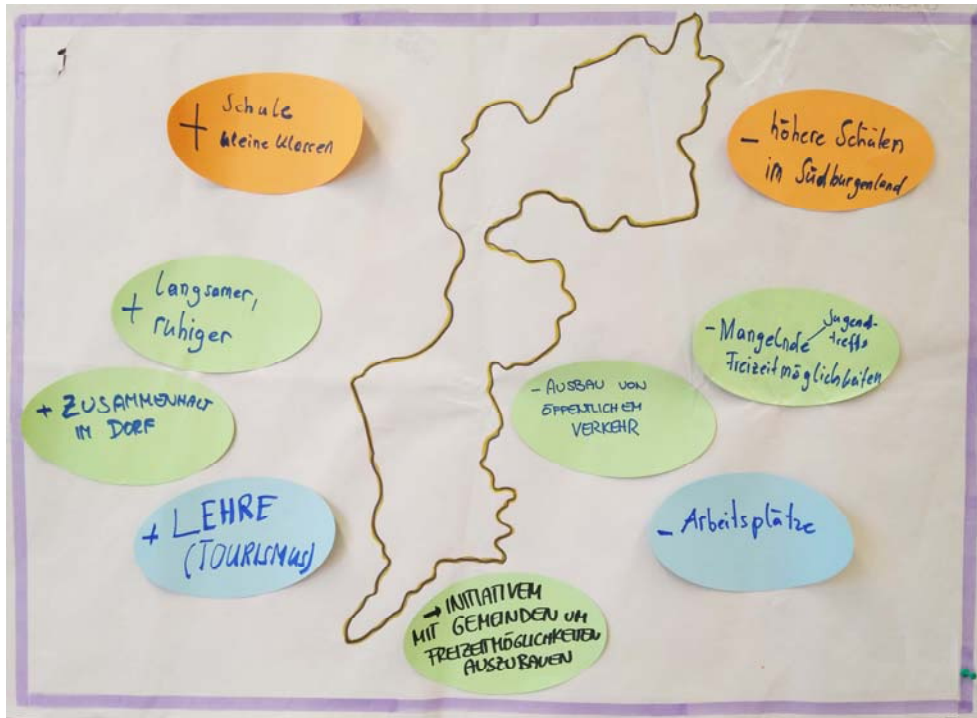 1
+ Schule
kleine Klassen
- höhere Schulen
im Südburgenland
+ Langsamer,
ruhiger
- Mangelnde Jugend-
treffs
Freizeitmöglichkeiten
+ ZUSAMMENHALT
IM DORF
- AUSBAU VON
ÖFFENTLICHEM
VERKEHR
+ LEHRE
(TOURISMUS)
- Arbeitsplätze
→ INITIATIVEM
MIT GEMEINDEN UM
FREIZEITMÖGLICHKEITEN
AUSZUBAUEN